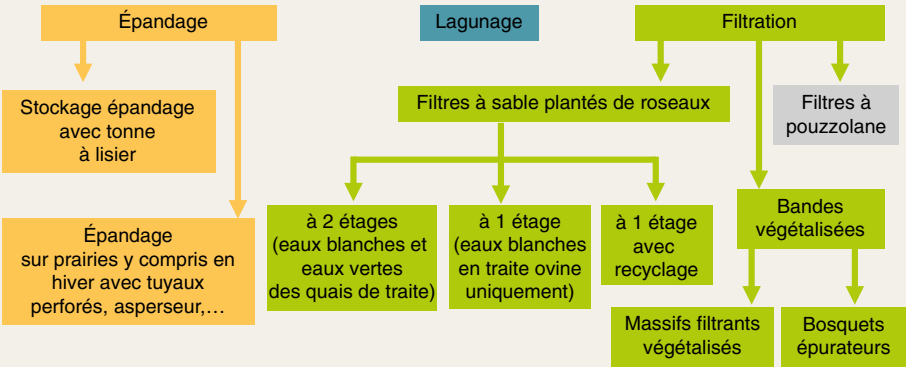 Épandage
Lagunage
Filtration
Stockage épandage
avec tonne
à lisier
Filtres à sable plantés de roseaux
Filtres à
pouzzolane
Épandage
sur prairies y compris en
hiver avec tuyaux
perforés, asperseur,…
à 2 étages
(eaux blanches et
eaux vertes
des quais de traite)
à 1 étage
(eaux blanches
en traite ovine
uniquement)
à 1 étage
avec
recyclage
Bandes
végétalisées
Massifs filtrants
végétalisés
Bosquets
épurateurs